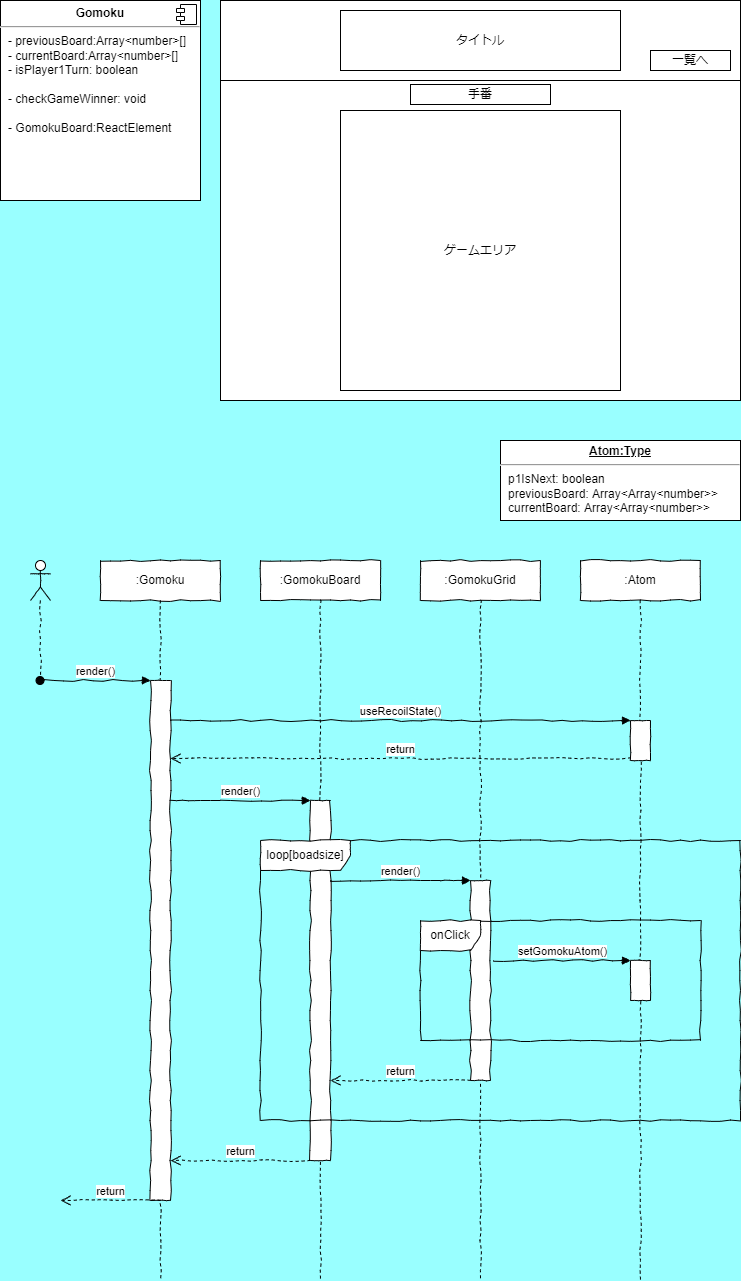 Gomoku
- previousBoard:Array<number>[]
- currentBoard:Array<number>[]
- isPlayer1Turn: boolean
- checkGameWinner: void
- GomokuBoard:ReactElement
タイトル
一覧へ
手番
ゲームエリア
Atom:Type
p1IsNext: boolean
previousBoard: Array<Array<number>>
currentBoard: Array<Array<number>>
:Gomoku
:GomokuBoard
:GomokuGrid
:Atom
render()
useRecoilState()
return
render()
loop[boadsize]
render()
onClick
setGomokuAtom()
return
return
return